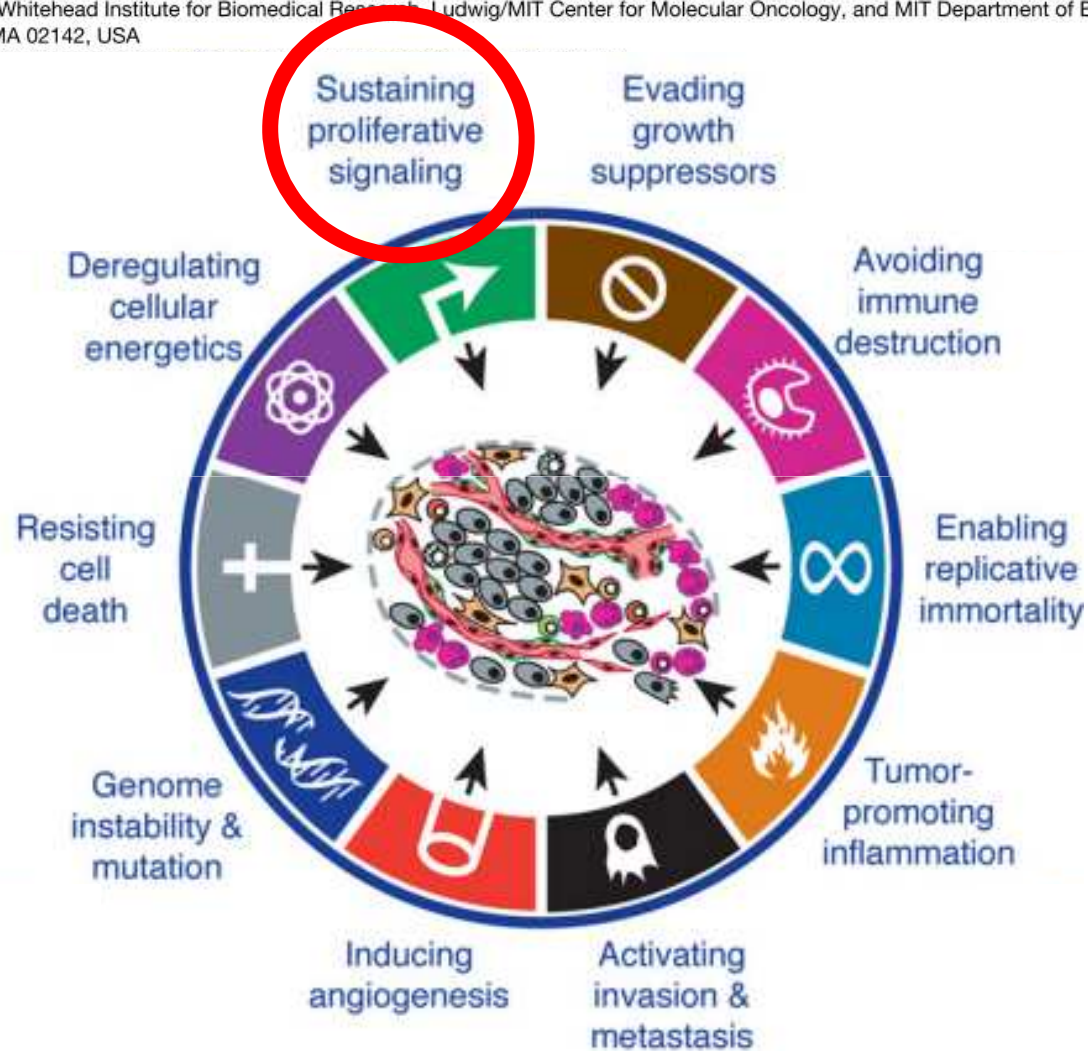 Whitehead Institute for Biomedical Research, Ludwig/MIT Center for Molecular Oncology, and MIT Department of
MA 02142, USA
Sustaining
proliferative
signaling
Evading
growth
suppressors
Deregulating
cellular
energetics
Avoiding
immune
destruction
Resisting
cell
death
Enabling
replicative
immortality
Genome
instability &
mutation
Tumor-
promoting
inflammation
Inducing
angiogenesis
Activating
invasion &
metastasis